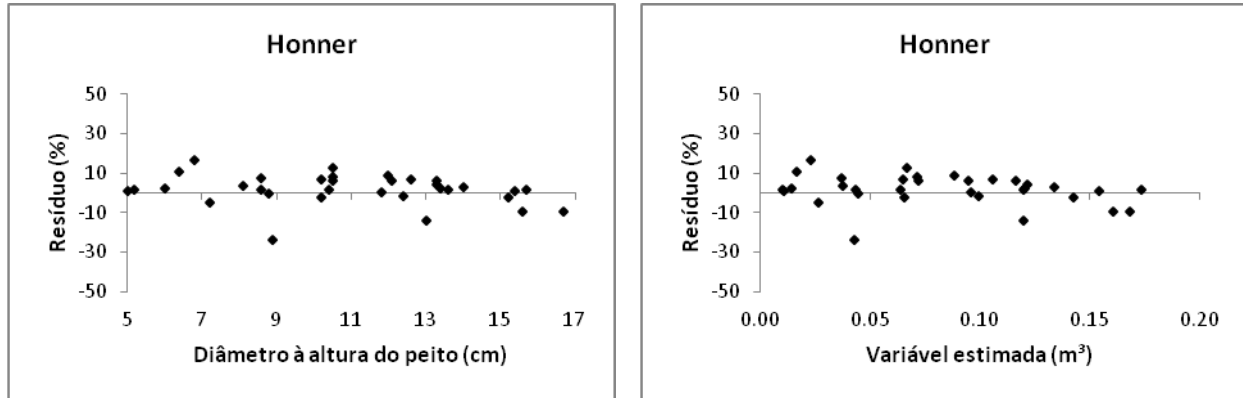 Honner
50
30
10
-10
-30
-50
Resíduo (%)
5 7 9 11 13 15 17
Diâmetro à altura do peito (cm)
Honner
50
30
10
-10
-30
-50
Resíduo (%)
0.00 0.05 0.10 0.15 0.20
Variável estimada (m³)